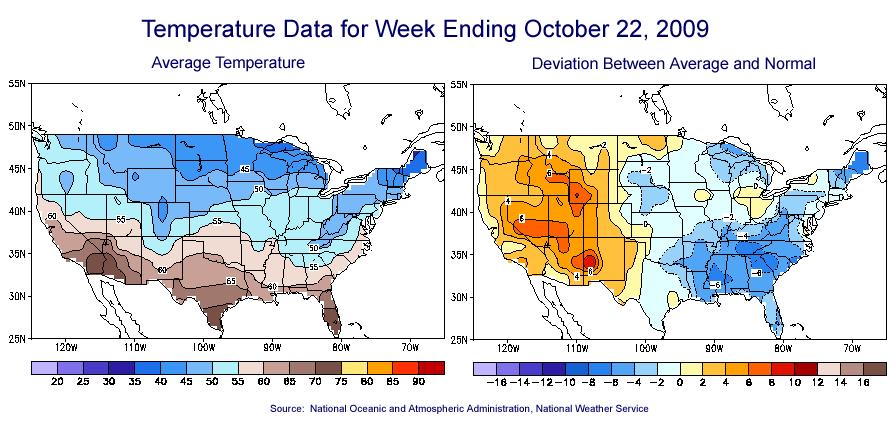 Temperature Data for Week Ending October 22, 2009
Average Temperature
Deviation Between Average and Normal
55N
50N
45N
40N
35N
30N
25N
45
50
60
55
55
50
55
60
65
60
120W
110W
100W
90W
80W
70W
20 25 30 35 40 45 50 55 60 65 70 75 80 85 90
55N
50N
45N
40N
35N
30N
25N
2
4
6
-2
0
4
-2
0
-4
-6
-6
4
6
120W
110W
100W
90W
80W
70W
-16 -14 -12 -10 -8 -6 -4 -2 0 2 4 6 8 10 12 14 16
Source: National Oceanic and Atmospheric Administration, National Weather Service